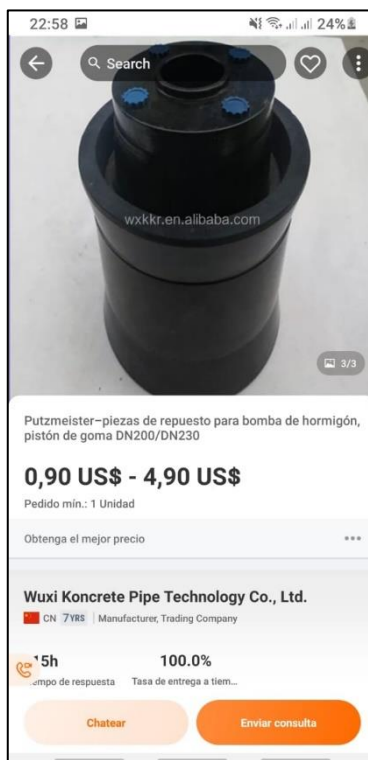 22:58
24%
Search
wxkkr.en.alibaba.com
3/3
Putzmeister-piezas de repuesto para bomba de hormigón,
pistón de goma DN200/DN230
0,90 US$ - 4,90 US$
Pedido mín.: 1 Unidad
Obtenga el mejor precio
Wuxi Koncrete Pipe Technology Co., Ltd.
CN 7YRS Manufacturer, Trading Company
15h 100.0%
Tasa de entrega a tiem...
Chatear Enviar consulta